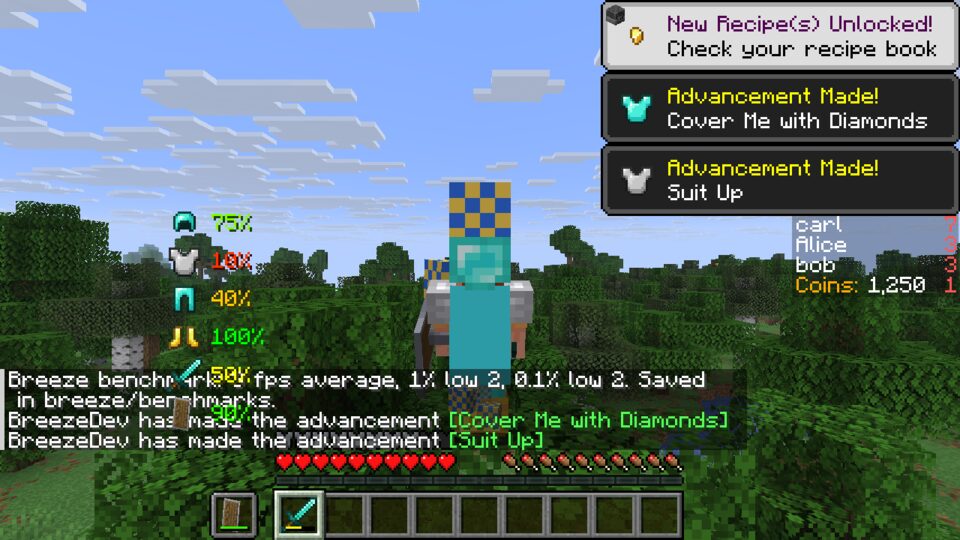 New Recipe(s) Unlocked!
Check your recipe book
Advancement Made!
Cover Me with Diamonds
Advancement Made!
Suit Up
carl 7
Alice 3
bob 3
Coins: 1,250 1
75%
10%
40%
100%
50%
90%
Breeze benchmark: fps average, 1% low 2, 0.1% low 2. Saved
in breeze/benchmarks.
BreezeDev has made the advancement [Cover Me with Diamonds]
BreezeDev has made the advancement [Suit Up]